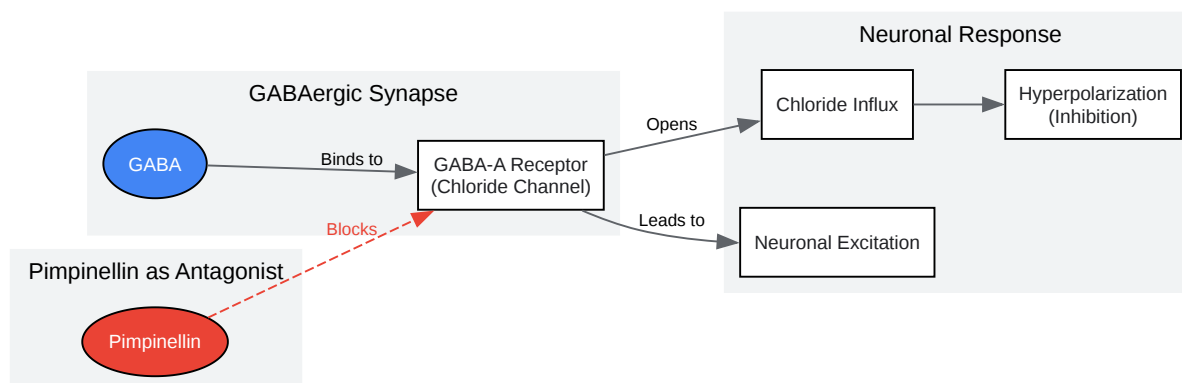 Neuronal Response
GABAergic Synapse
Chloride Influx
Hyperpolarization
(Inhibition)
Opens
GABA
Binds to
GABA-A Receptor
(Chloride Channel)
Leads to
Neuronal Excitation
Blocks
Pimpinellin as Antagonist
Pimpinellin